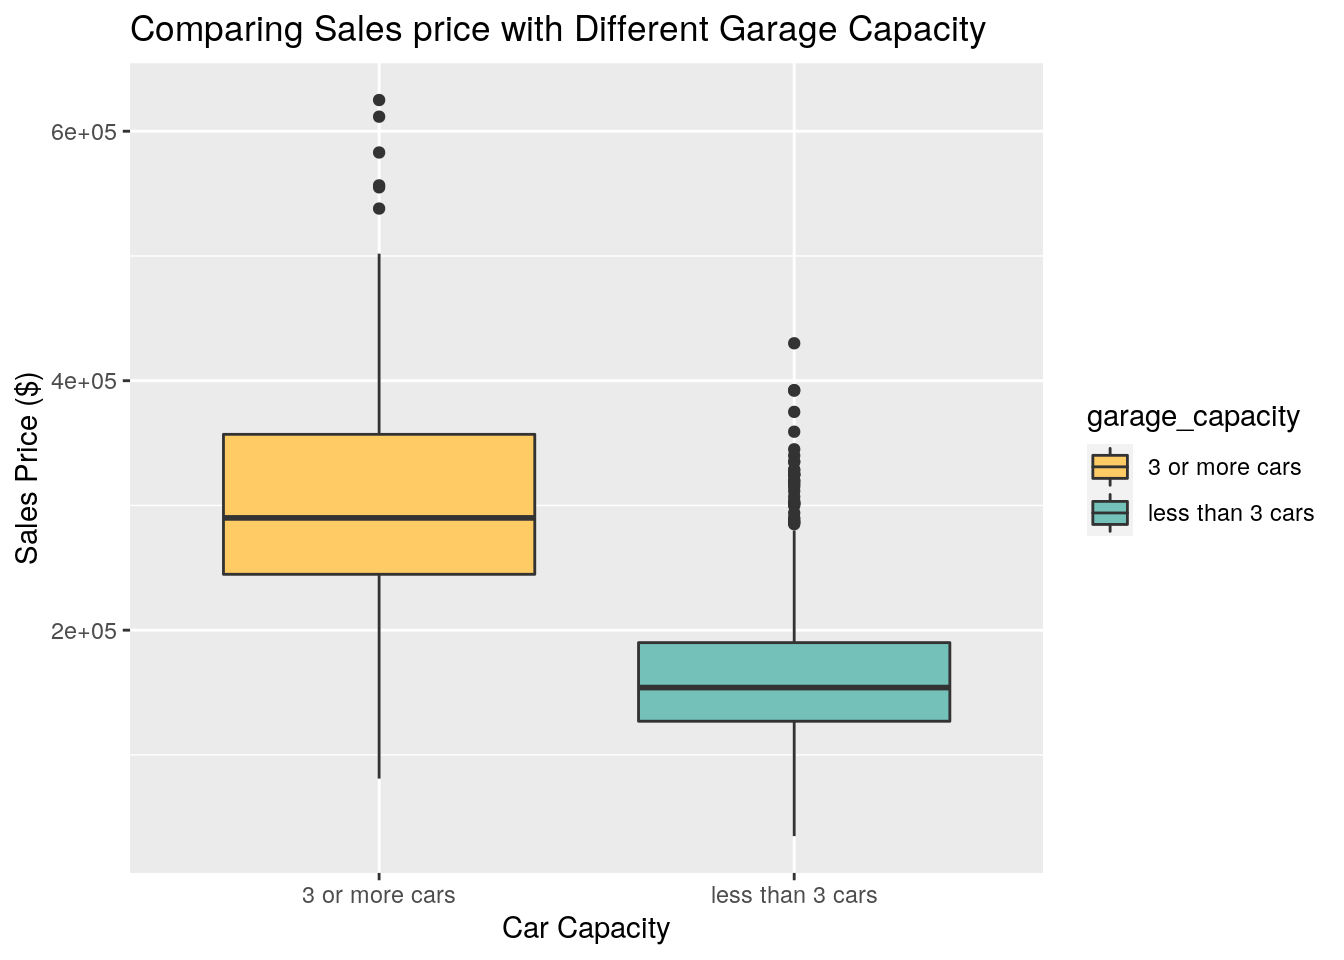 Comparing Sales price with Different Garage Capacity
6e+05
4e+05
2e+05
Sales Price ($)
3 or more cars
less than 3 cars
Car Capacity
garage_capacity
3 or more cars
less than 3 cars